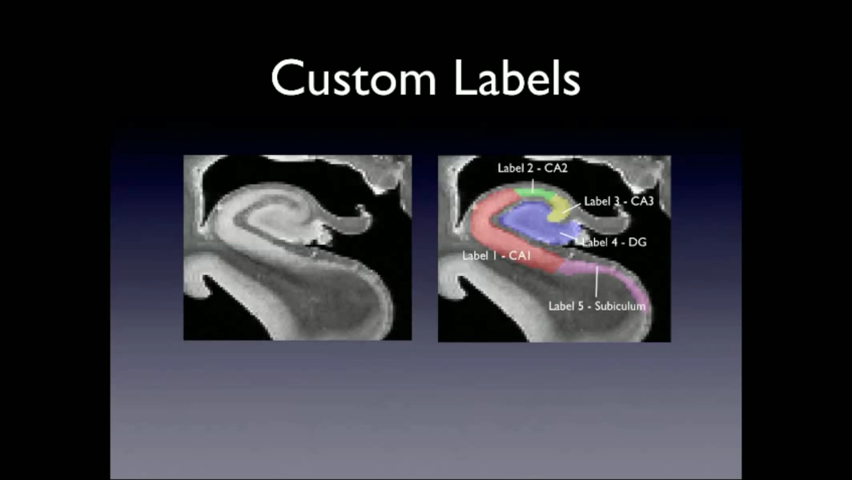 Custom Labels
Label 2 - CA2
Label 3 - CA3
Label 4 - DG
Label 1 - CA1
Label 5 - Subiculum